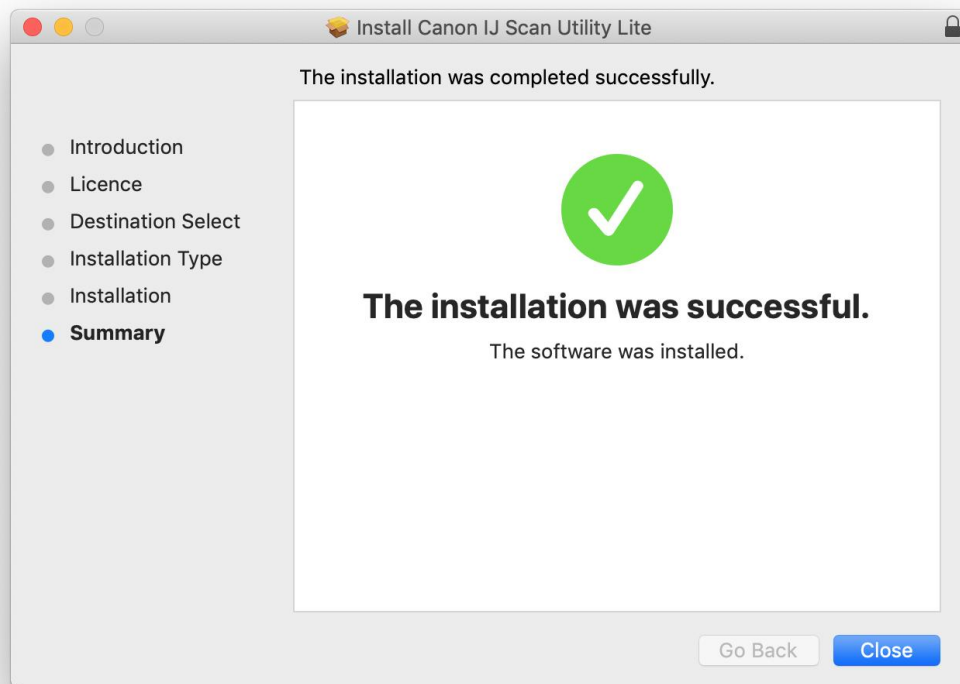 Install Canon IJ Scan Utility Lite
The installation was completed successfully.
Introduction
Licence
Destination Select
Installation Type
Installation
Summary
The installation was successful.
The software was installed.
Go Back
Close